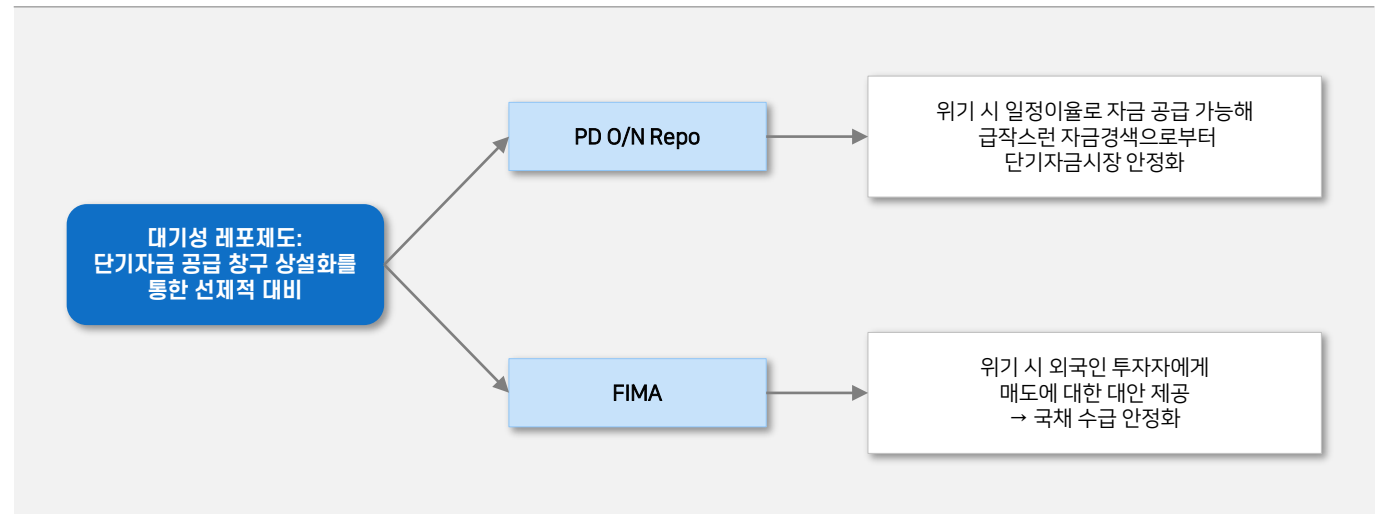 대기성 레포제도:
단기자금 공급 창구 상설화를
통한 선제적 대비
PD O/N Repo
위기 시 일정이율로 자금 공급 가능해
급작스런 자금경색으로부터
단기자금시장 안정화
FIMA
위기 시 외국인 투자자에게
매도에 대한 대안 제공
→ 국채 수급 안정화